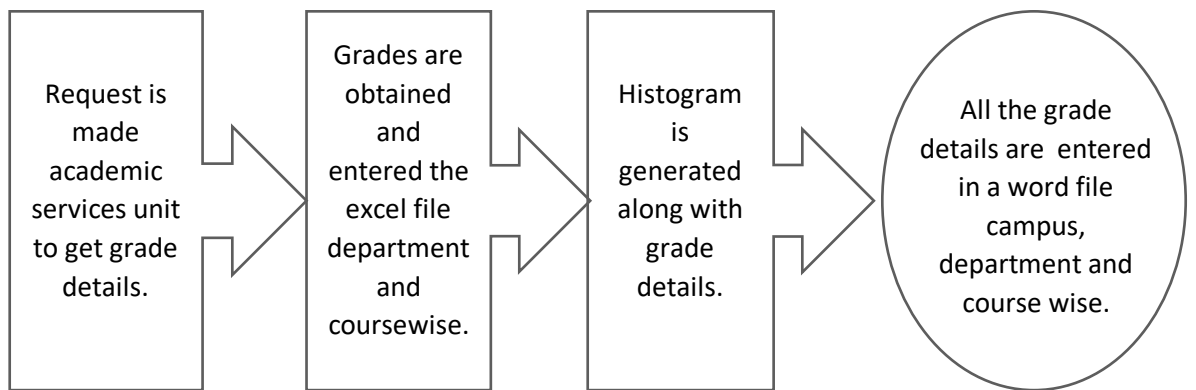 Request is
made
academic
services unit
to get grade
details.
Grades are
obtained
and
entered the
excel file
department
and
coursewise.
Histogram
is
generated
along with
grade
details.
All the grade
details are entered
in a word file
campus,
department and
course wise.